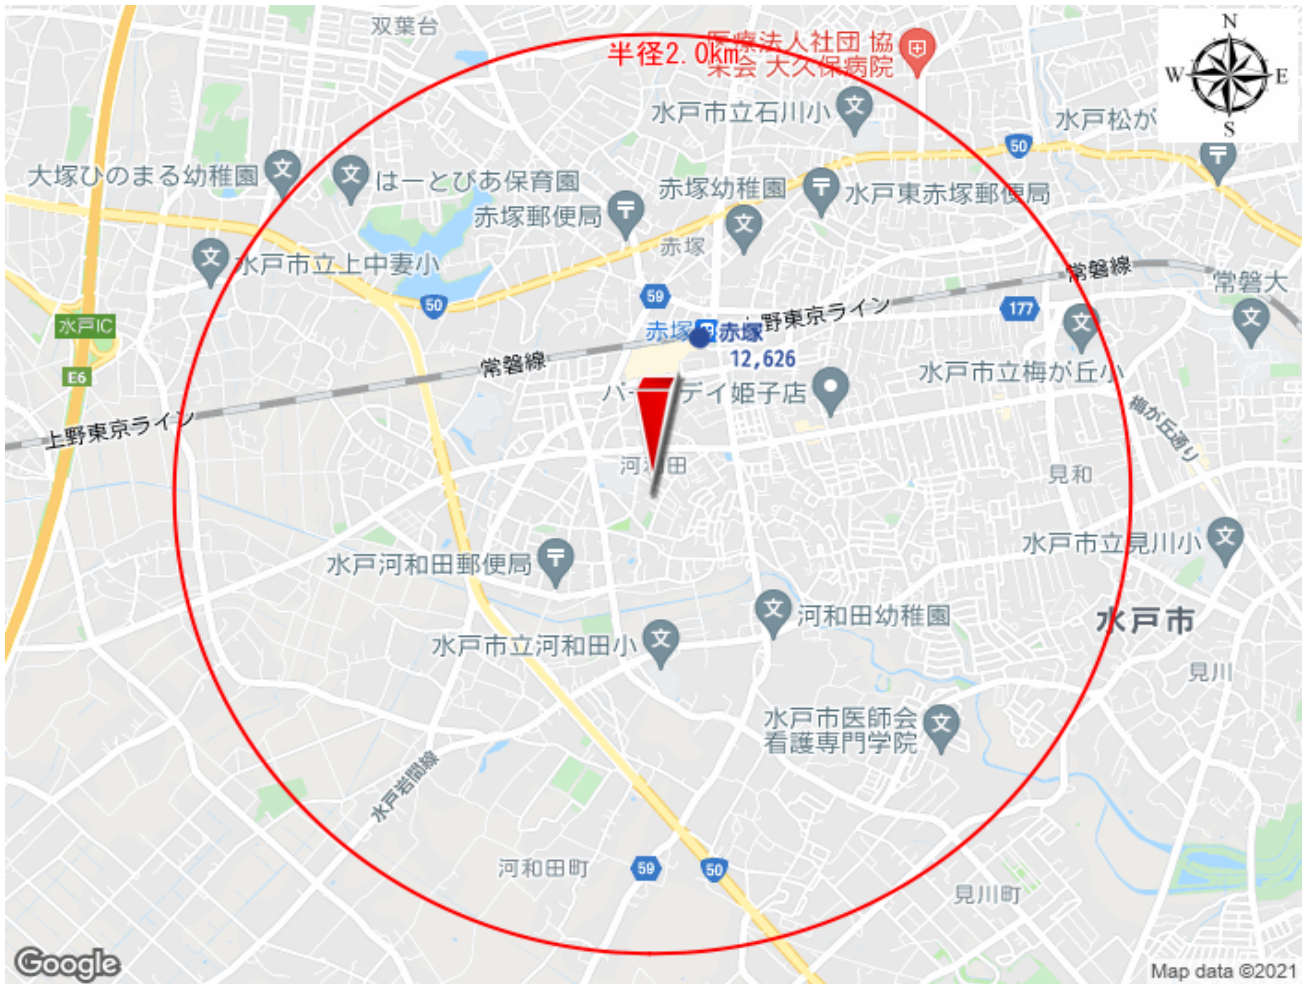 双葉台
半径2.0km
医療法人社団 協
栄会 大久保病院
N
W
E
S
水戸市立石川小
50
水戸松が
大塚ひのまる幼稚園
はーとぴあ保育園
赤塚幼稚園
水戸東赤塚郵便局
赤塚郵便局
赤塚
水戸市立上中妻小
常磐線
常磐大
50
59
177
水戸IC
上野東京ライン
赤塚
赤塚
12,626
常磐線
水戸市立梅が丘小
E6
デイ姫子店
上野東京ライン
梅が丘通り
河和田
見和
水戸市立見川小
水戸河和田郵便局
河和田幼稚園
水戸市
水戸市立河和田小
見川
水戸市医師会
看護専門学院
水戸岩間線
河和田町
59
50
見川町
Google
Map data ©2021